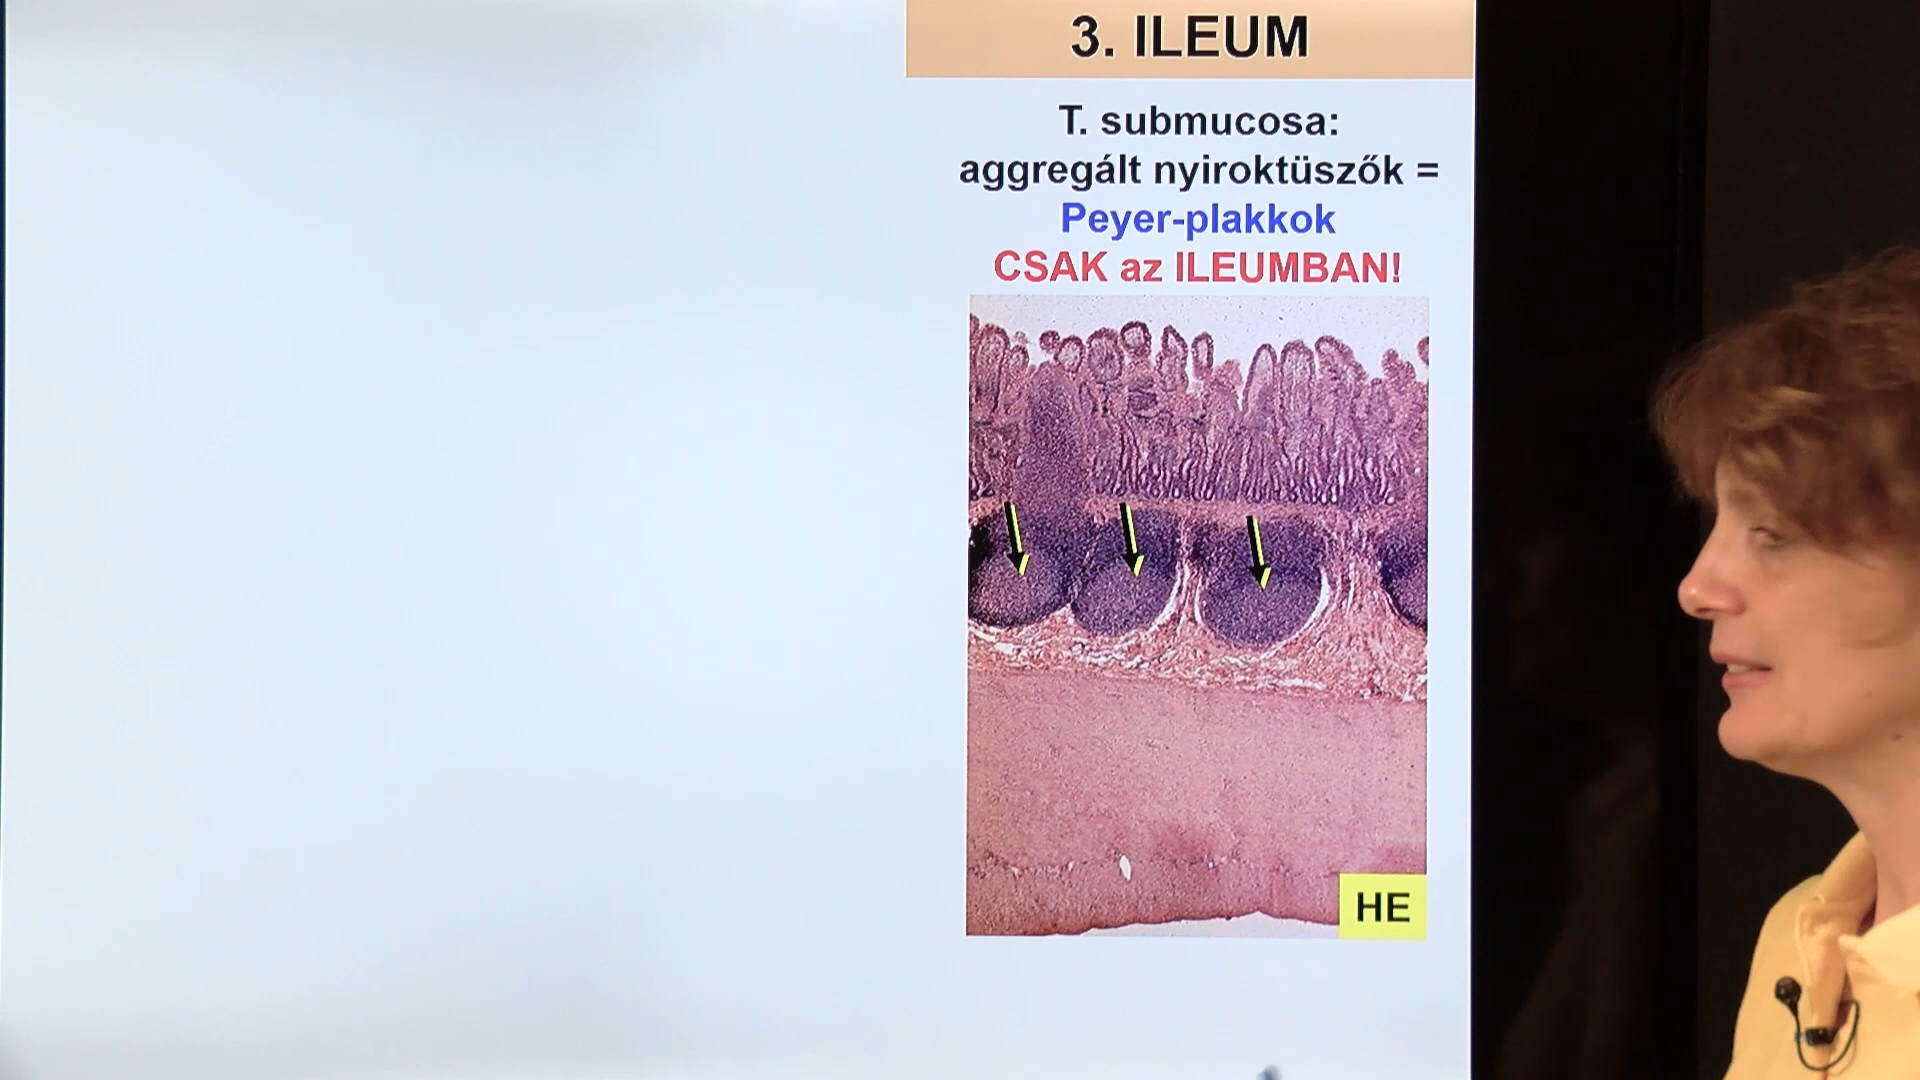 3. ILEUM
T. submucosa:
aggregált nyiroktüszők =
Peyer-plakkok
CSAK az ILEUMBAN!
HE